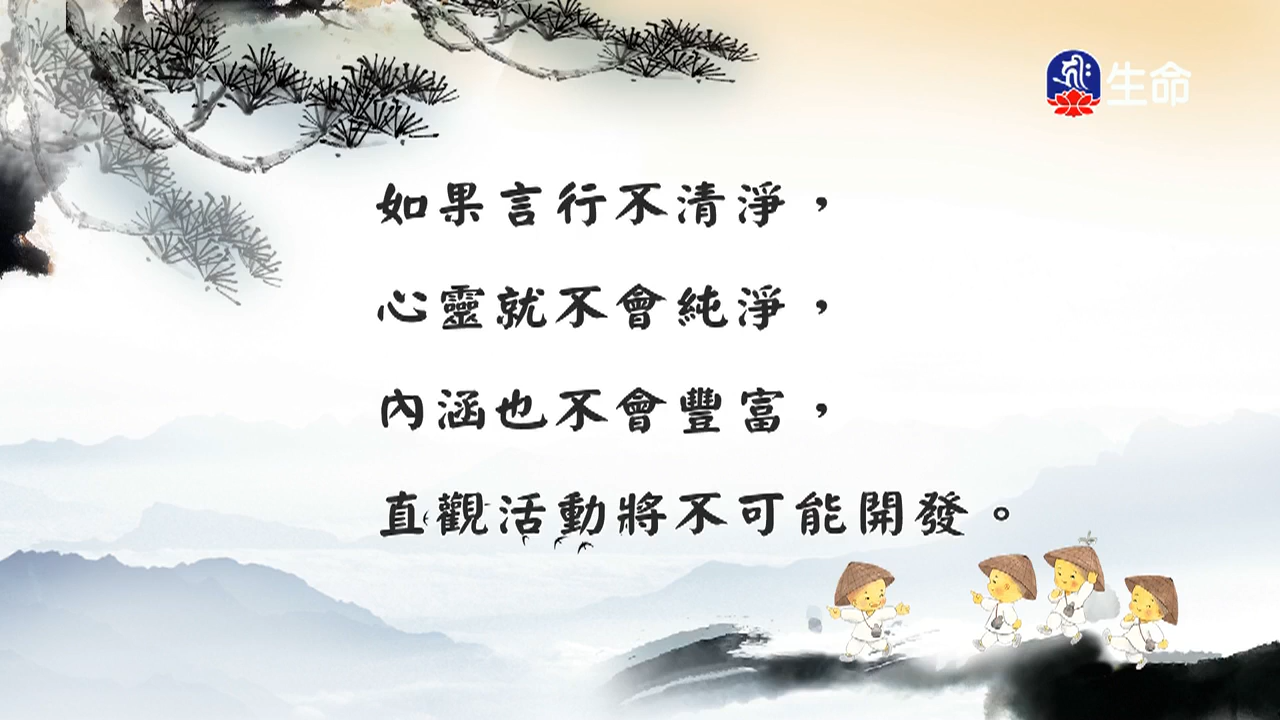 生命
如果言行不清淨，
心靈就不會純淨，
內涵也不會豐富，
直觀活動將不可能開發。